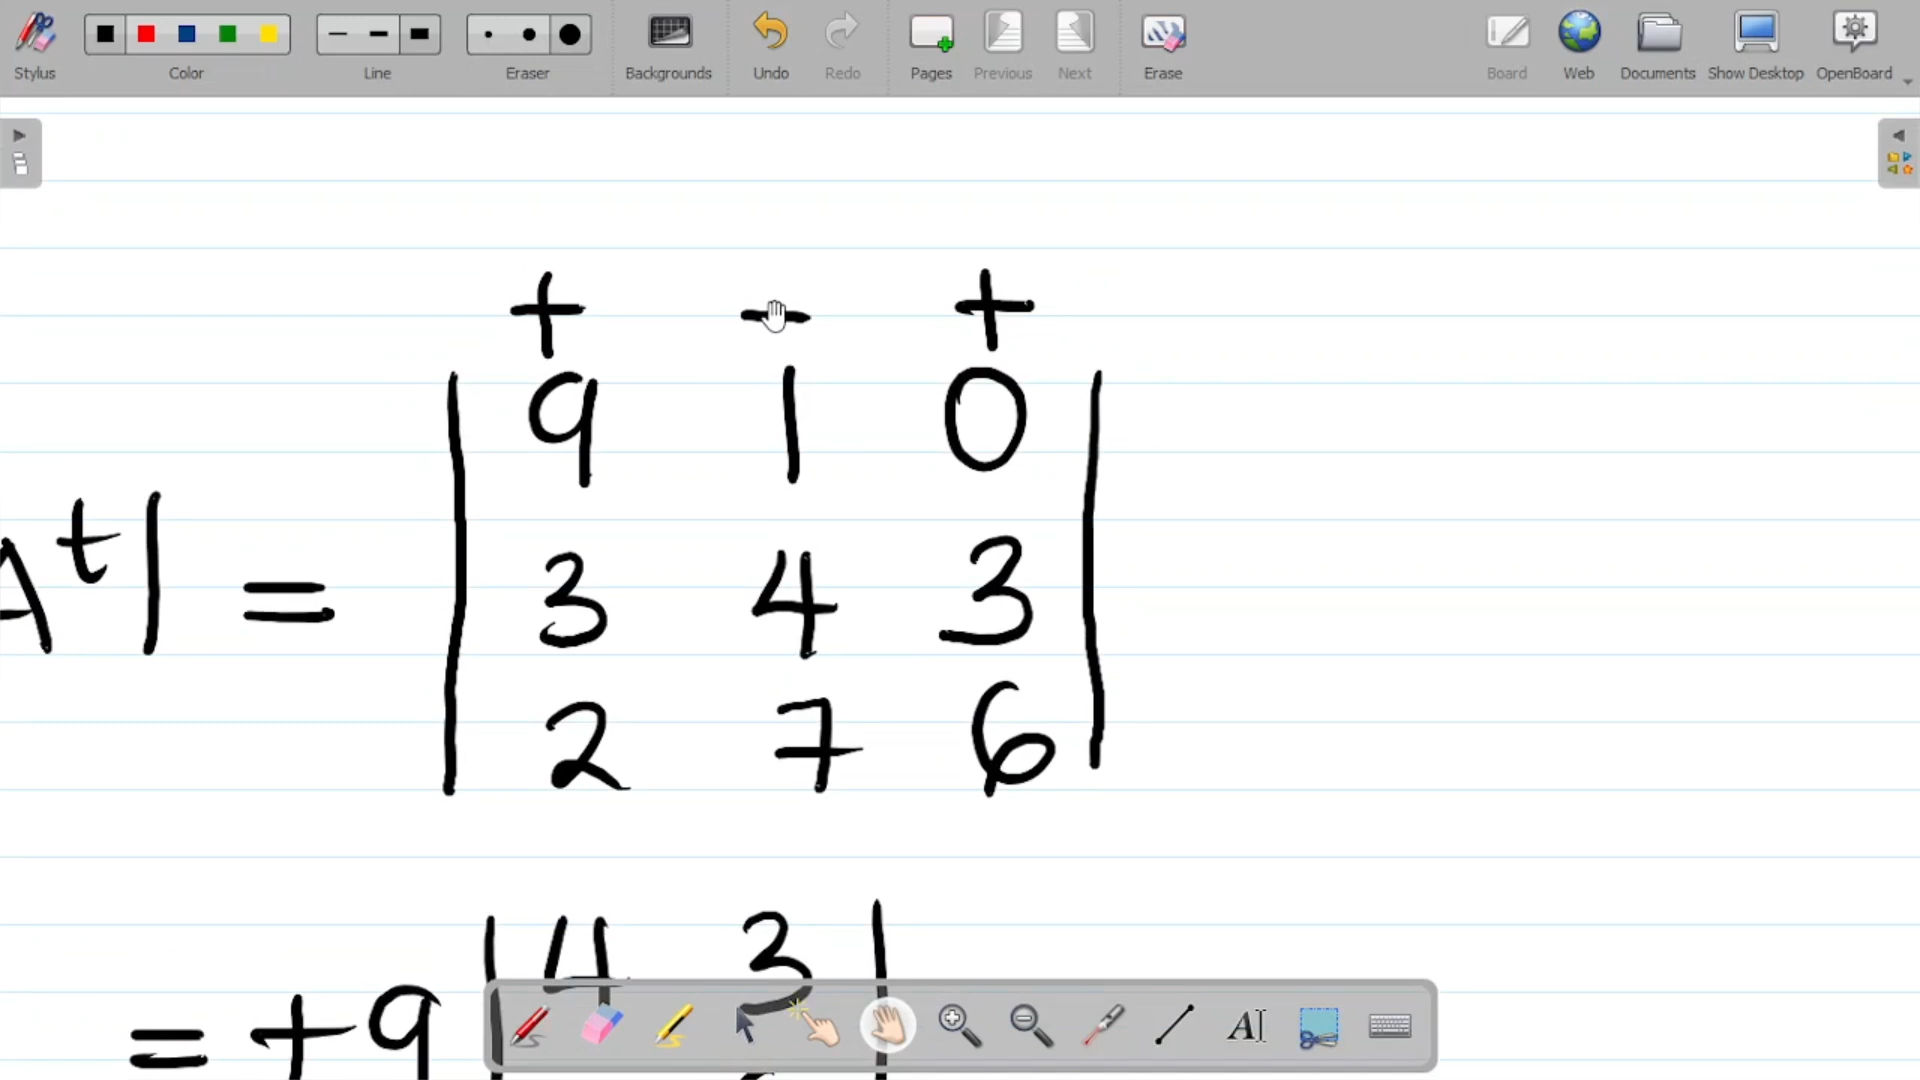 Stylus Color Line Eraser Backgrounds Undo Redo Pages Previous Next Erase Board Web Documents Show Desktop OpenBoard
+ - +
9 1 0
A^t| = | 3 4 3 |
2 7 6
= +9 | 4 3 |